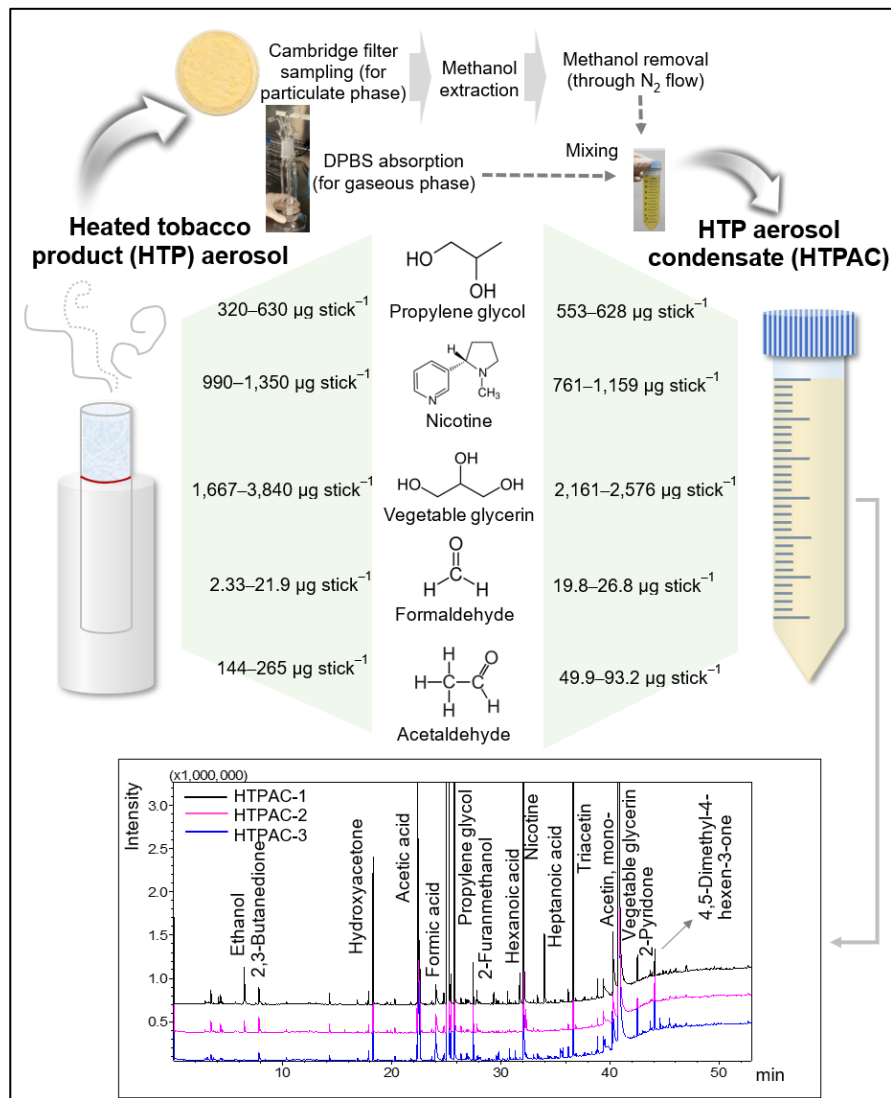 Cambridge filter
sampling (for
particulate phase)
Methanol
extraction
Methanol removal
(through N2 flow)
DPBS absorption
(for gaseous phase)
Mixing
Heated tobacco
product (HTP) aerosol
HTP aerosol
condensate (HTPAC)
HO
OH
320–630 µg stick⁻¹
Propylene glycol
553–628 µg stick⁻¹
H
N
N
CH3
990–1,350 µg stick⁻¹
761–1,159 µg stick⁻¹
Nicotine
OH
HO
OH
1,667–3,840 µg stick⁻¹
2,161–2,576 µg stick⁻¹
Vegetable glycerin
O
C
H
H
2.33–21.9 µg stick⁻¹
19.8–26.8 µg stick⁻¹
Formaldehyde
144–265 µg stick⁻¹
49.9–93.2 µg stick⁻¹
H
O
H
C
C
H
H
Acetaldehyde
(x1,000,000)
Intensity
3.0
2.5
2.0
1.5
1.0
0.5
HTPAC-1
HTPAC-2
HTPAC-3
Ethanol
2,3-Butanedione
Hydroxyacetone
Acetic acid
Formic acid
Propylene glycol
2-Furanmethanol
Hexanoic acid
Nicotine
Heptanoic acid
Triacetin
Acetin, mono-
Vegetable glycerin
2-Pyridone
4,5-Dimethyl-4-
hexen-3-one
10
20
30
40
50
min